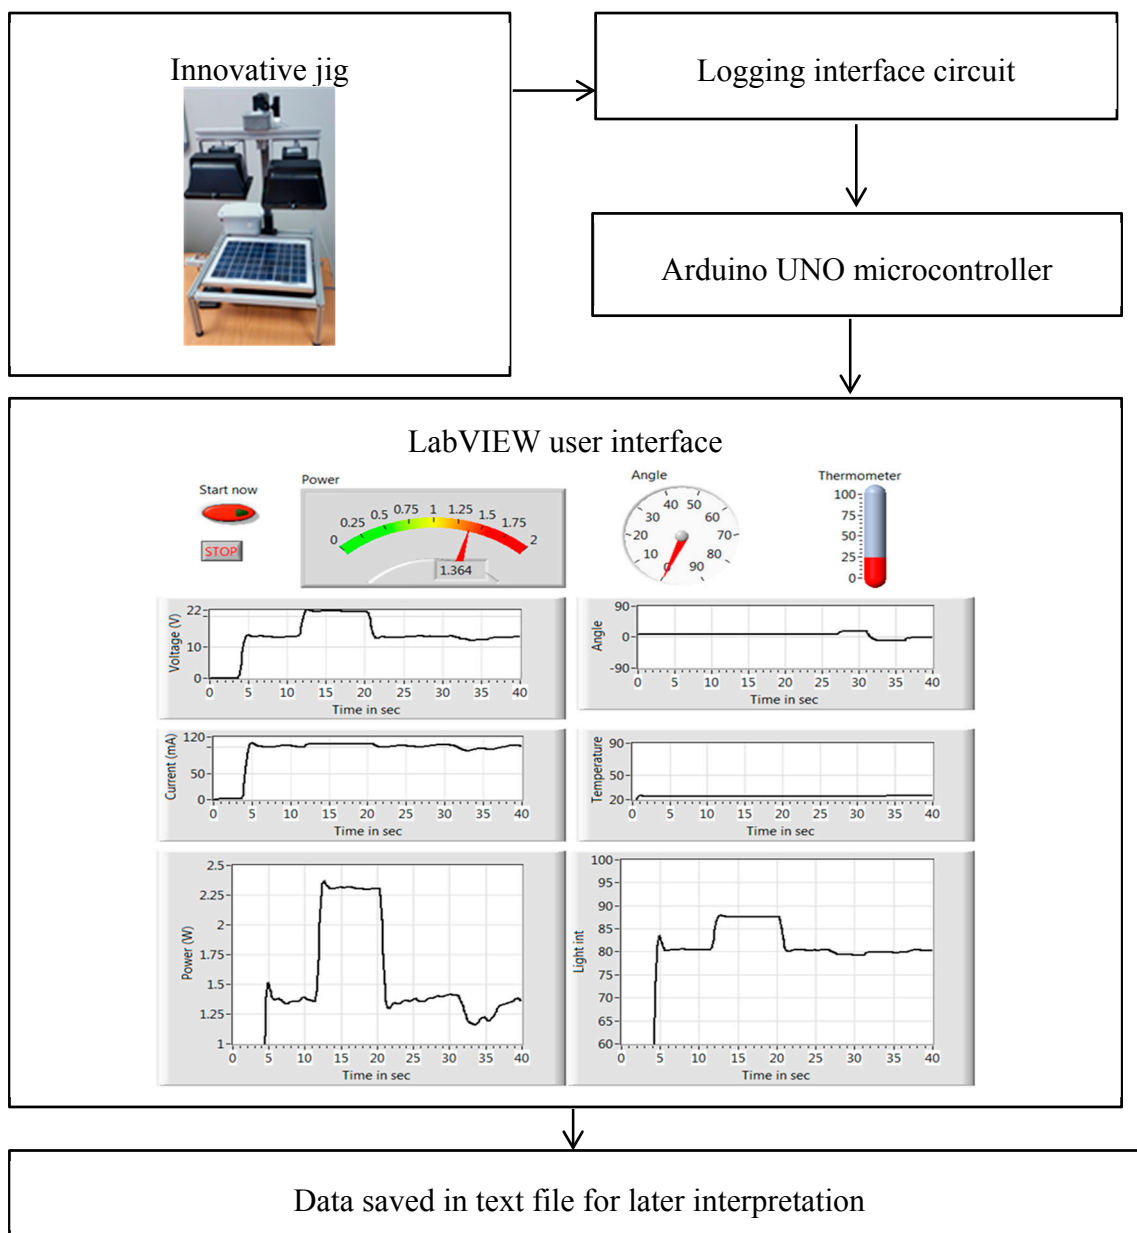 Innovative jig
Logging interface circuit
Arduino UNO microcontroller
LabVIEW user interface
Start now
STOP
Power
0 0.25 0.5 0.75 1 1.25 1.5 1.75 2
1.364
Angle
0 10 20 30 40 50 60 70 80 90
Thermometer
100
75
50
25
0
Voltage (V)
22
10
0
0 5 10 15 20 25 30 35 40
Time in sec
Angle
90
0
-90
0 5 10 15 20 25 30 35 40
Time in sec
Current (mA)
120
50
0
0 5 10 15 20 25 30 35 40
Time in sec
Temperature
90
50
20
0 5 10 15 20 25 30 35 40
Time in sec
Power (W)
2.5
2.25
2
1.75
1.5
1.25
1
0 5 10 15 20 25 30 35 40
Time in sec
Light int
100
95
90
85
80
75
70
65
60
0 5 10 15 20 25 30 35 40
Time in sec
Data saved in text file for later interpretation